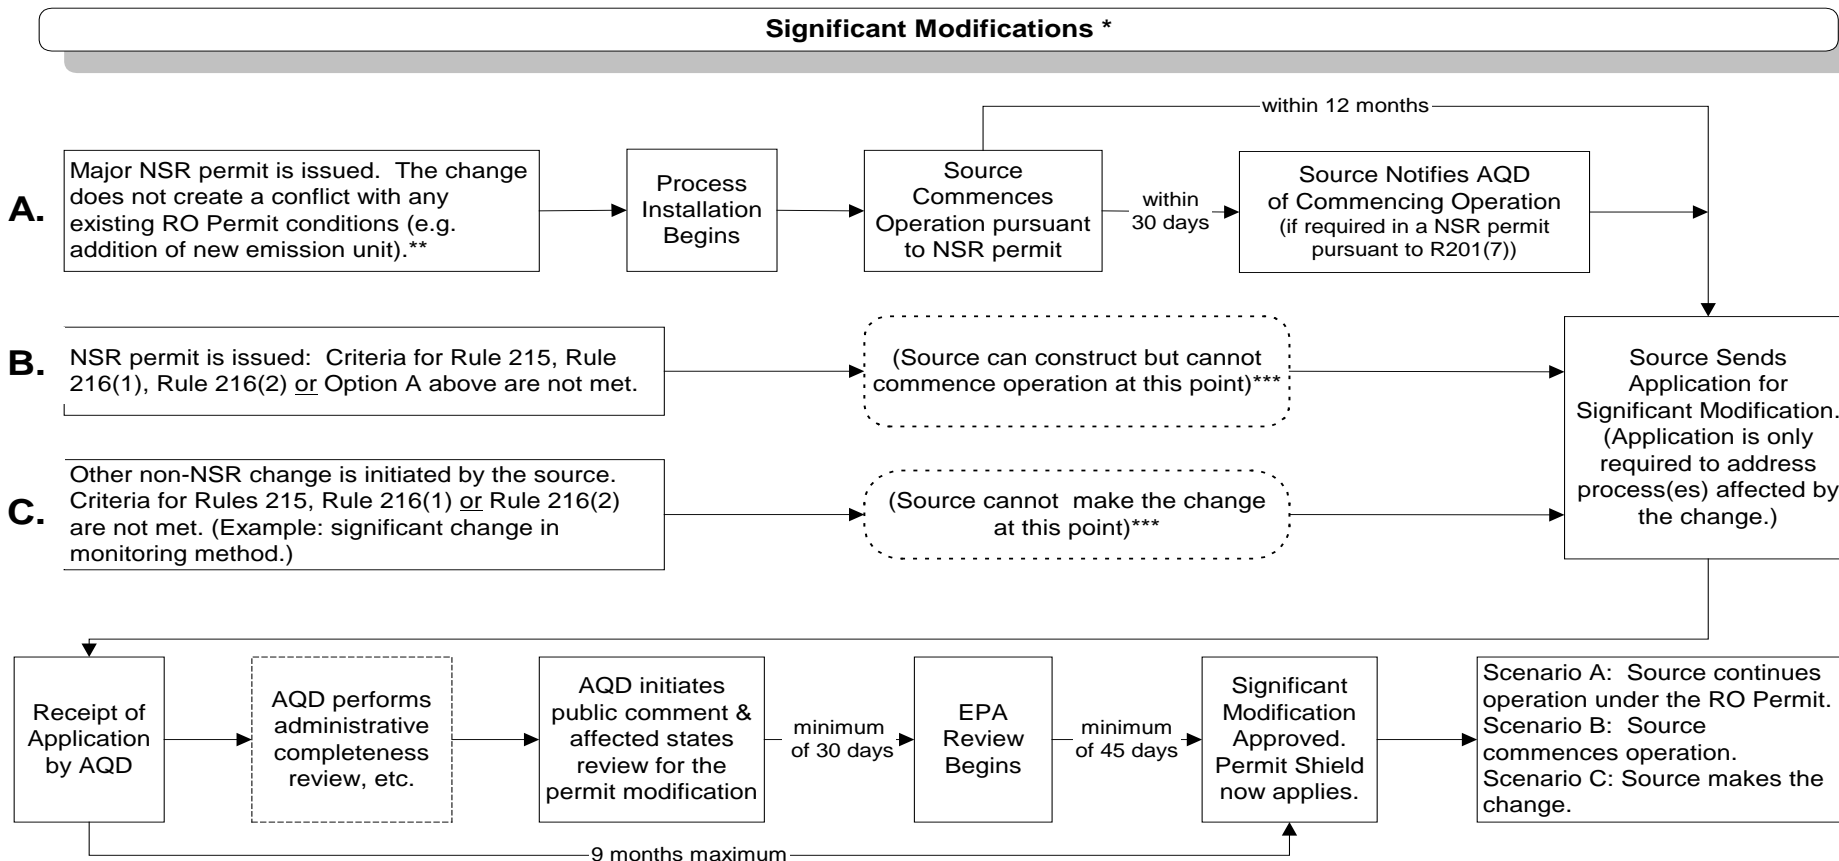 Significant Modifications *
within 12 months
A.
Major NSR permit is issued. The change
does not create a conflict with any
existing RO Permit conditions (e.g.
addition of new emission unit).**
Process
Installation
Begins
Source
Commences
Operation pursuant
to NSR permit
within
30 days
Source Notifies AQD
of Commencing Operation
(if required in a NSR permit
pursuant to R201(7))
B.
NSR permit is issued: Criteria for Rule 215, Rule
216(1), Rule 216(2) or Option A above are not met.
(Source can construct but cannot
commence operation at this point)***
Source Sends
Application for
Significant Modification.
(Application is only
required to address
process(es) affected by
the change.)
C.
Other non-NSR change is initiated by the source.
Criteria for Rules 215, Rule 216(1) or Rule 216(2)
are not met. (Example: significant change in
monitoring method.)
(Source cannot make the change
at this point)***
Receipt of
Application
by AQD
AQD performs
administrative
completeness
review, etc.
AQD initiates
public comment &
affected states
review for the
permit modification
minimum
of 30 days
EPA
Review
Begins
minimum
of 45 days
Significant
Modification
Approved.
Permit Shield
now applies.
Scenario A: Source continues
operation under the RO Permit.
Scenario B: Source
commences operation.
Scenario C: Source makes the
change.
9 months maximum